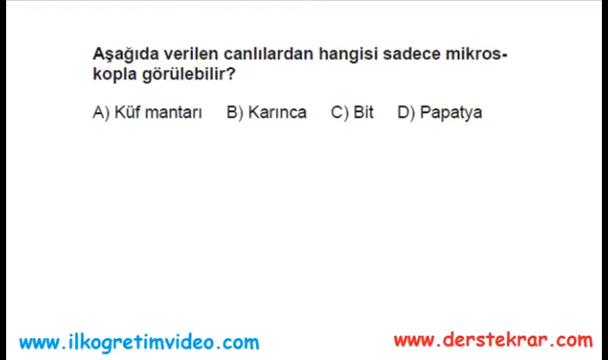 Aşağıda verilen canlılardan hangisi sadece mikros-
kopla görülebilir?
A) Küf mantarı B) Karınca C) Bit D) Papatya
www.ilkogretimvideo.com
www.derstekrar.com